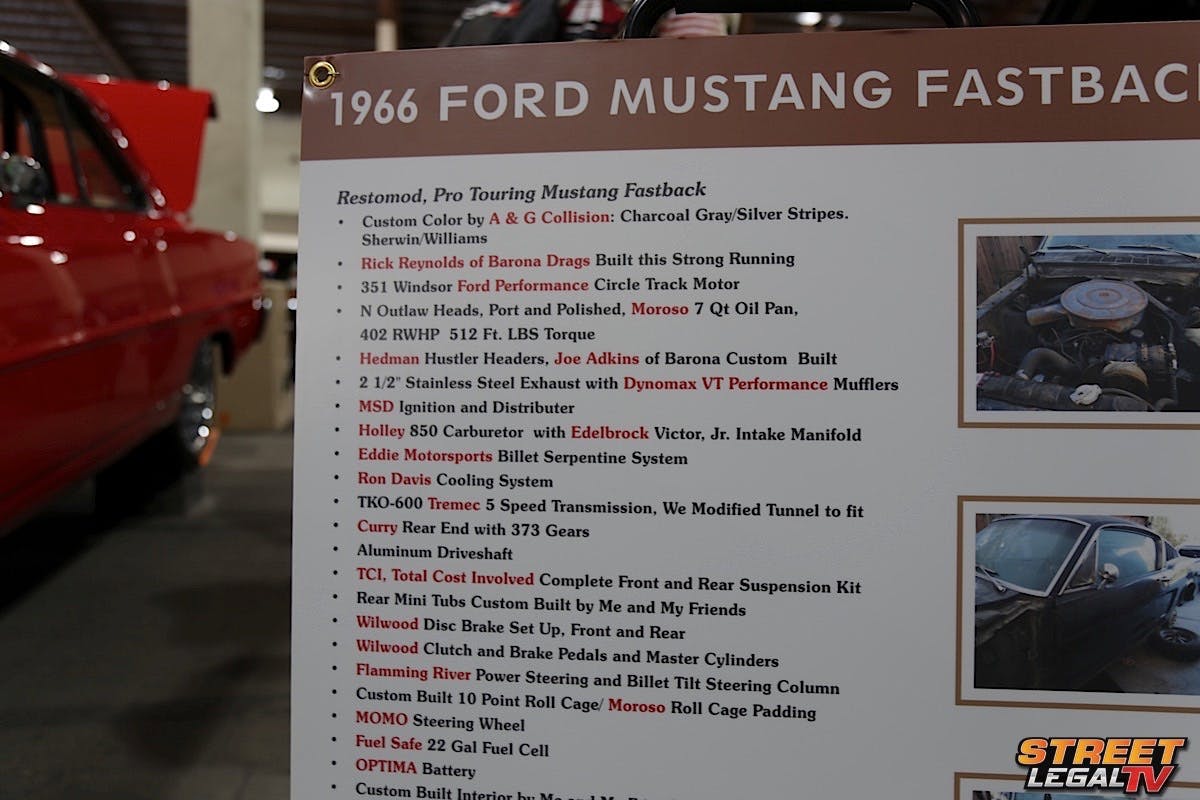 1966 FORD MUSTANG FASTBAC
Restomod, Pro Touring Mustang Fastback
• Custom Color by A & G Collision: Charcoal Gray/Silver Stripes.
Sherwin/Williams
• Rick Reynolds of Barona Drags Built this Strong Running
• 351 Windsor Ford Performance Circle Track Motor
• N Outlaw Heads, Port and Polished, Moroso 7 Qt Oil Pan,
402 RWHP 512 Ft. LBS Torque
• Hedman Hustler Headers, Joe Adkins of Barona Custom Built
• 2 1/2" Stainless Steel Exhaust with Dynomax VT Performance Mufflers
• MSD Ignition and Distributer
• Holley 850 Carburetor with Edelbrock Victor, Jr. Intake Manifold
• Eddie Motorsports Billet Serpentine System
• Ron Davis Cooling System
• TKO-600 Tremec 5 Speed Transmission, We Modified Tunnel to fit
• Curry Rear End with 373 Gears
• Aluminum Driveshaft
• TCI, Total Cost Involved Complete Front and Rear Suspension Kit
• Rear Mini Tubs Custom Built by Me and My Friends
• Wilwood Disc Brake Set Up, Front and Rear
• Wilwood Clutch and Brake Pedals and Master Cylinders
• Flamming River Power Steering and Billet Tilt Steering Column
• Custom Built 10 Point Roll Cage/ Moroso Roll Cage Padding
• MOMO Steering Wheel
• Fuel Safe 22 Gal Fuel Cell
• OPTIMA Battery
• Custom Built Interior by Me and My
STREET
LEGALTV